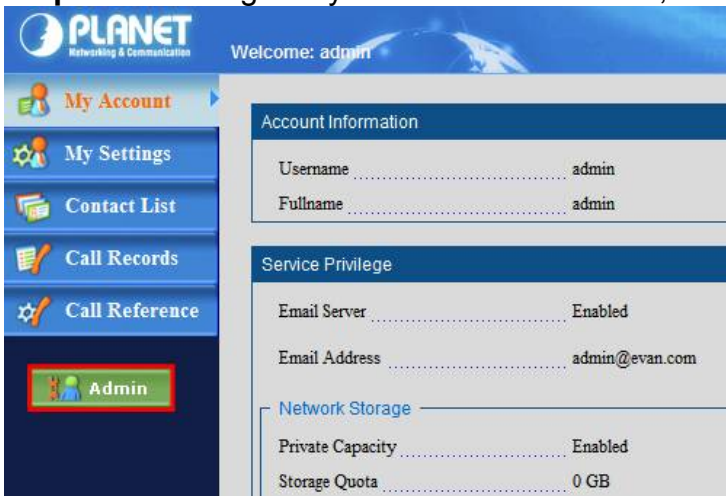 PLANET
Networking & Communication
Welcome: admin
My Account
My Settings
Contact List
Call Records
Call Reference
Admin
Account Information
Username admin
Fullname admin
Service Privilege
Email Server Enabled
Email Address admin@evan.com
Network Storage
Private Capacity Enabled
Storage Quota 0 GB